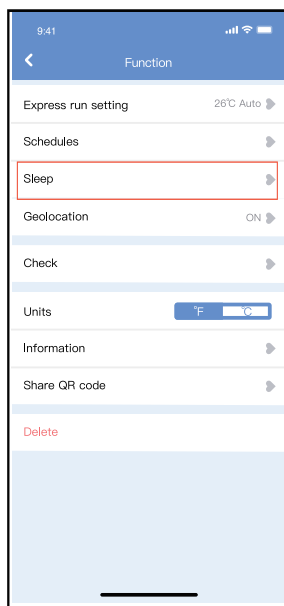 9:41
Function
Express run setting 26°C Auto
Schedules
Sleep
Geolocation ON
Check
Units °F °C
Information
Share QR code
Delete